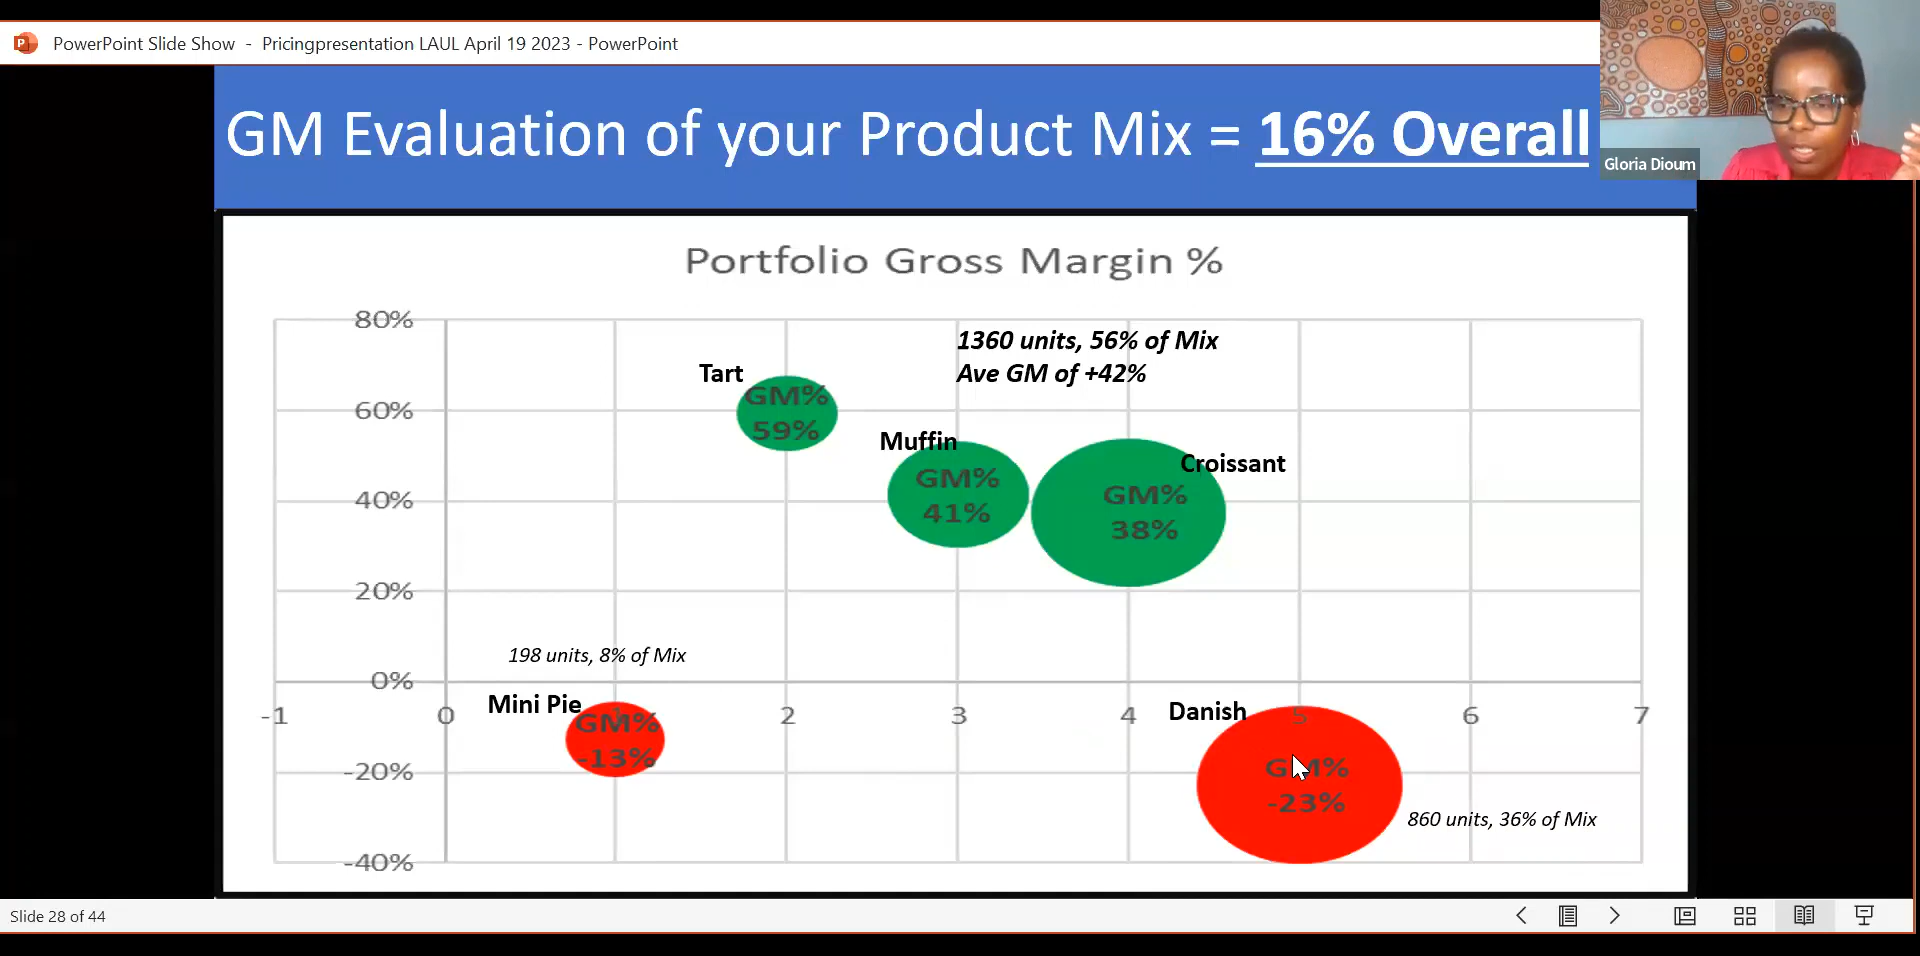 PowerPoint Slide Show - Pricingpresentation LAUL April 19 2023 - PowerPoint
GM Evaluation of your Product Mix = 16% Overall
Gloria Dioum
Portfolio Gross Margin %
80%
1360 units, 56% of Mix
Ave GM of +42%
Tart
GM%
59%
60%
Muffin
GM%
41%
Croissant
GM%
38%
40%
20%
198 units, 8% of Mix
0%
Mini Pie
GM%
-13%
-1 0 1 2 3 4 5 6 7
Danish
GM%
-23%
-20%
860 units, 36% of Mix
-40%
Slide 28 of 44